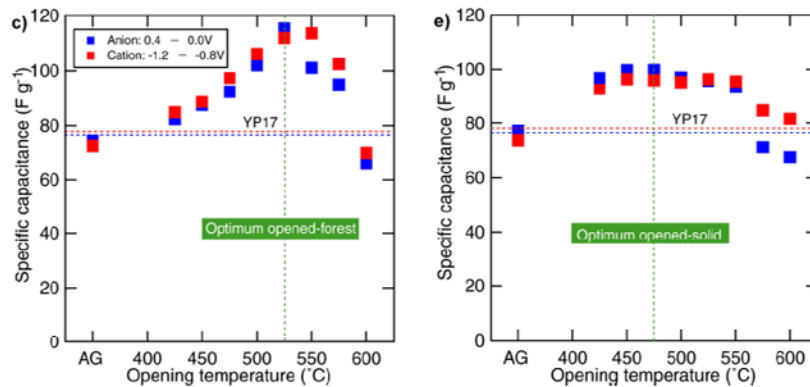 c)
Specific capacitance (F g⁻¹)
120
100
80
60
40
20
0
Anion: 0.4 – 0.0V
Cation: -1.2 – -0.8V
YP17
Optimum opened-forest
AG 400 450 500 550 600
Opening temperature (˚C)
e)
Specific capacitance (F g⁻¹)
120
100
80
60
40
20
0
YP17
Optimum opened-solid
AG 400 450 500 550 600
Opening temperature (˚C)